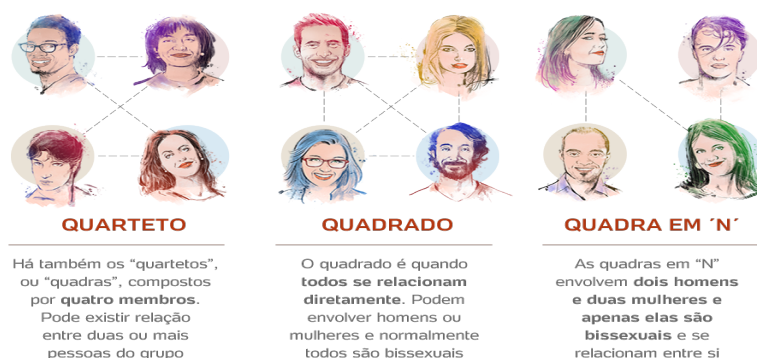 QUARTETO
Há também os “quartetos”,
ou “quadras”, compostos
por quatro membros.
Pode existir relação
entre duas ou mais
pessoas do grupo
QUADRADO
O quadrado é quando
todos se relacionam
diretamente. Podem
envolver homens ou
mulheres e normalmente
todos são bissexuais
QUADRA EM ´N´
As quadras em “N”
envolvem dois homens
e duas mulheres e
apenas elas são
bissexuais e se
relacionam entre si